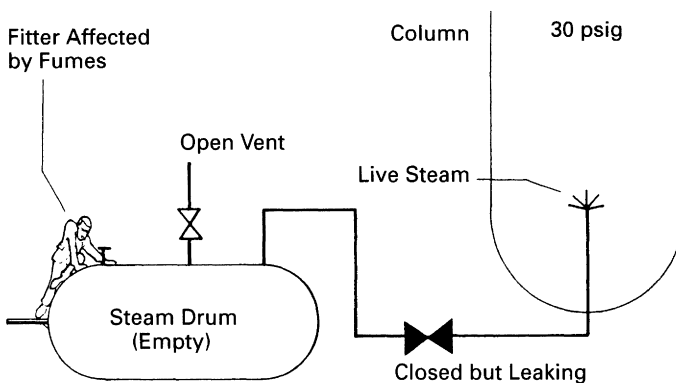 Fitter Affected
by Fumes
Column
30 psig
Open Vent
Live Steam
Steam Drum
(Empty)
Closed but Leaking